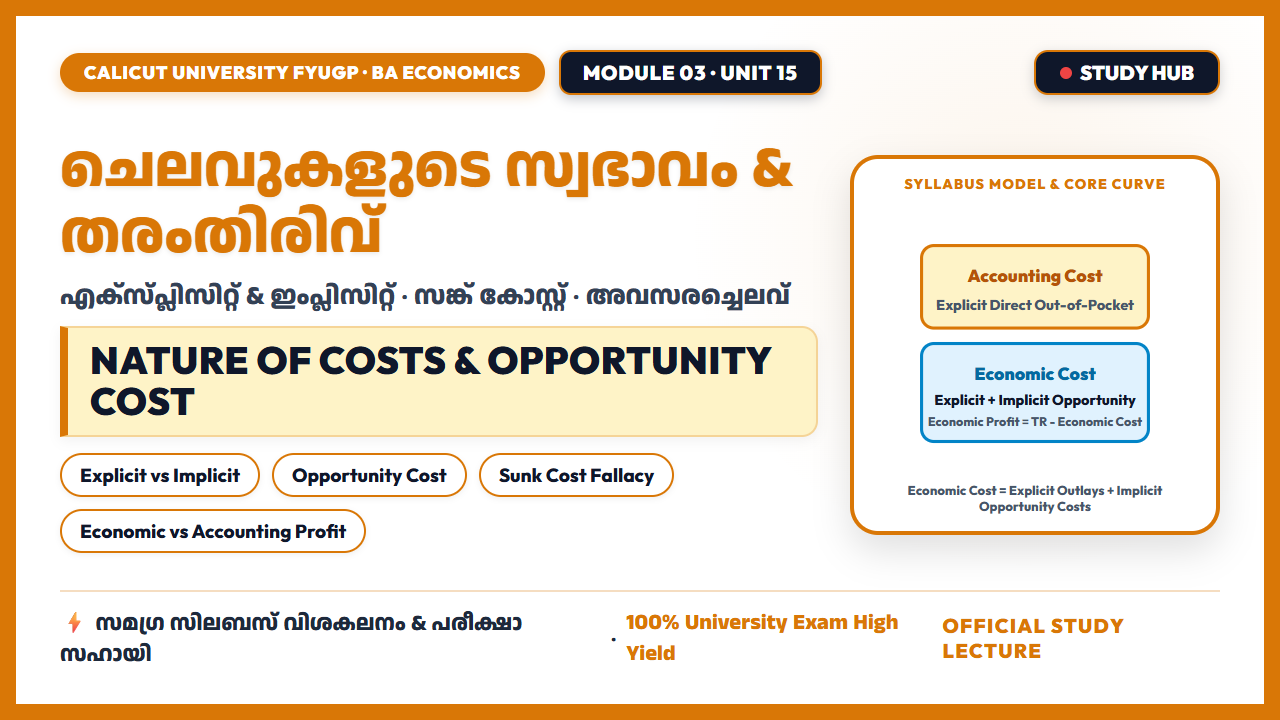 CALICUT UNIVERSITY FYUGP · BA ECONOMICS
MODULE 03 · UNIT 15
STUDY HUB
ചെലവുകളുടെ സ്വഭാവം &
തരംതിരിവ്
എക്സ്പ്ലിസിറ്റ് & ഇംപ്ലിസിറ്റ് · സങ്ക് കോസ്റ്റ് · അവസരച്ചെലവ്
NATURE OF COSTS & OPPORTUNITY
COST
Explicit vs Implicit
Opportunity Cost
Sunk Cost Fallacy
Economic vs Accounting Profit
SYLLABUS MODEL & CORE CURVE
Accounting Cost
Explicit Direct Out-of-Pocket
Economic Cost
Explicit + Implicit Opportunity
Economic Profit = TR - Economic Cost
Economic Cost = Explicit Outlays + Implicit
Opportunity Costs
⚡ സമഗ്ര സിലബസ് വിശകലനം & പരീക്ഷാ
സഹായി
·
100% University Exam High
Yield
OFFICIAL STUDY
LECTURE